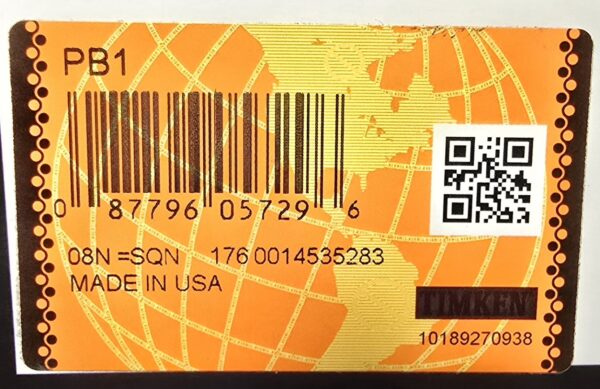 PB1
0 87796 05729 6
08N =SQN 176 0014535283
MADE IN USA
TIMKEN
10189270938